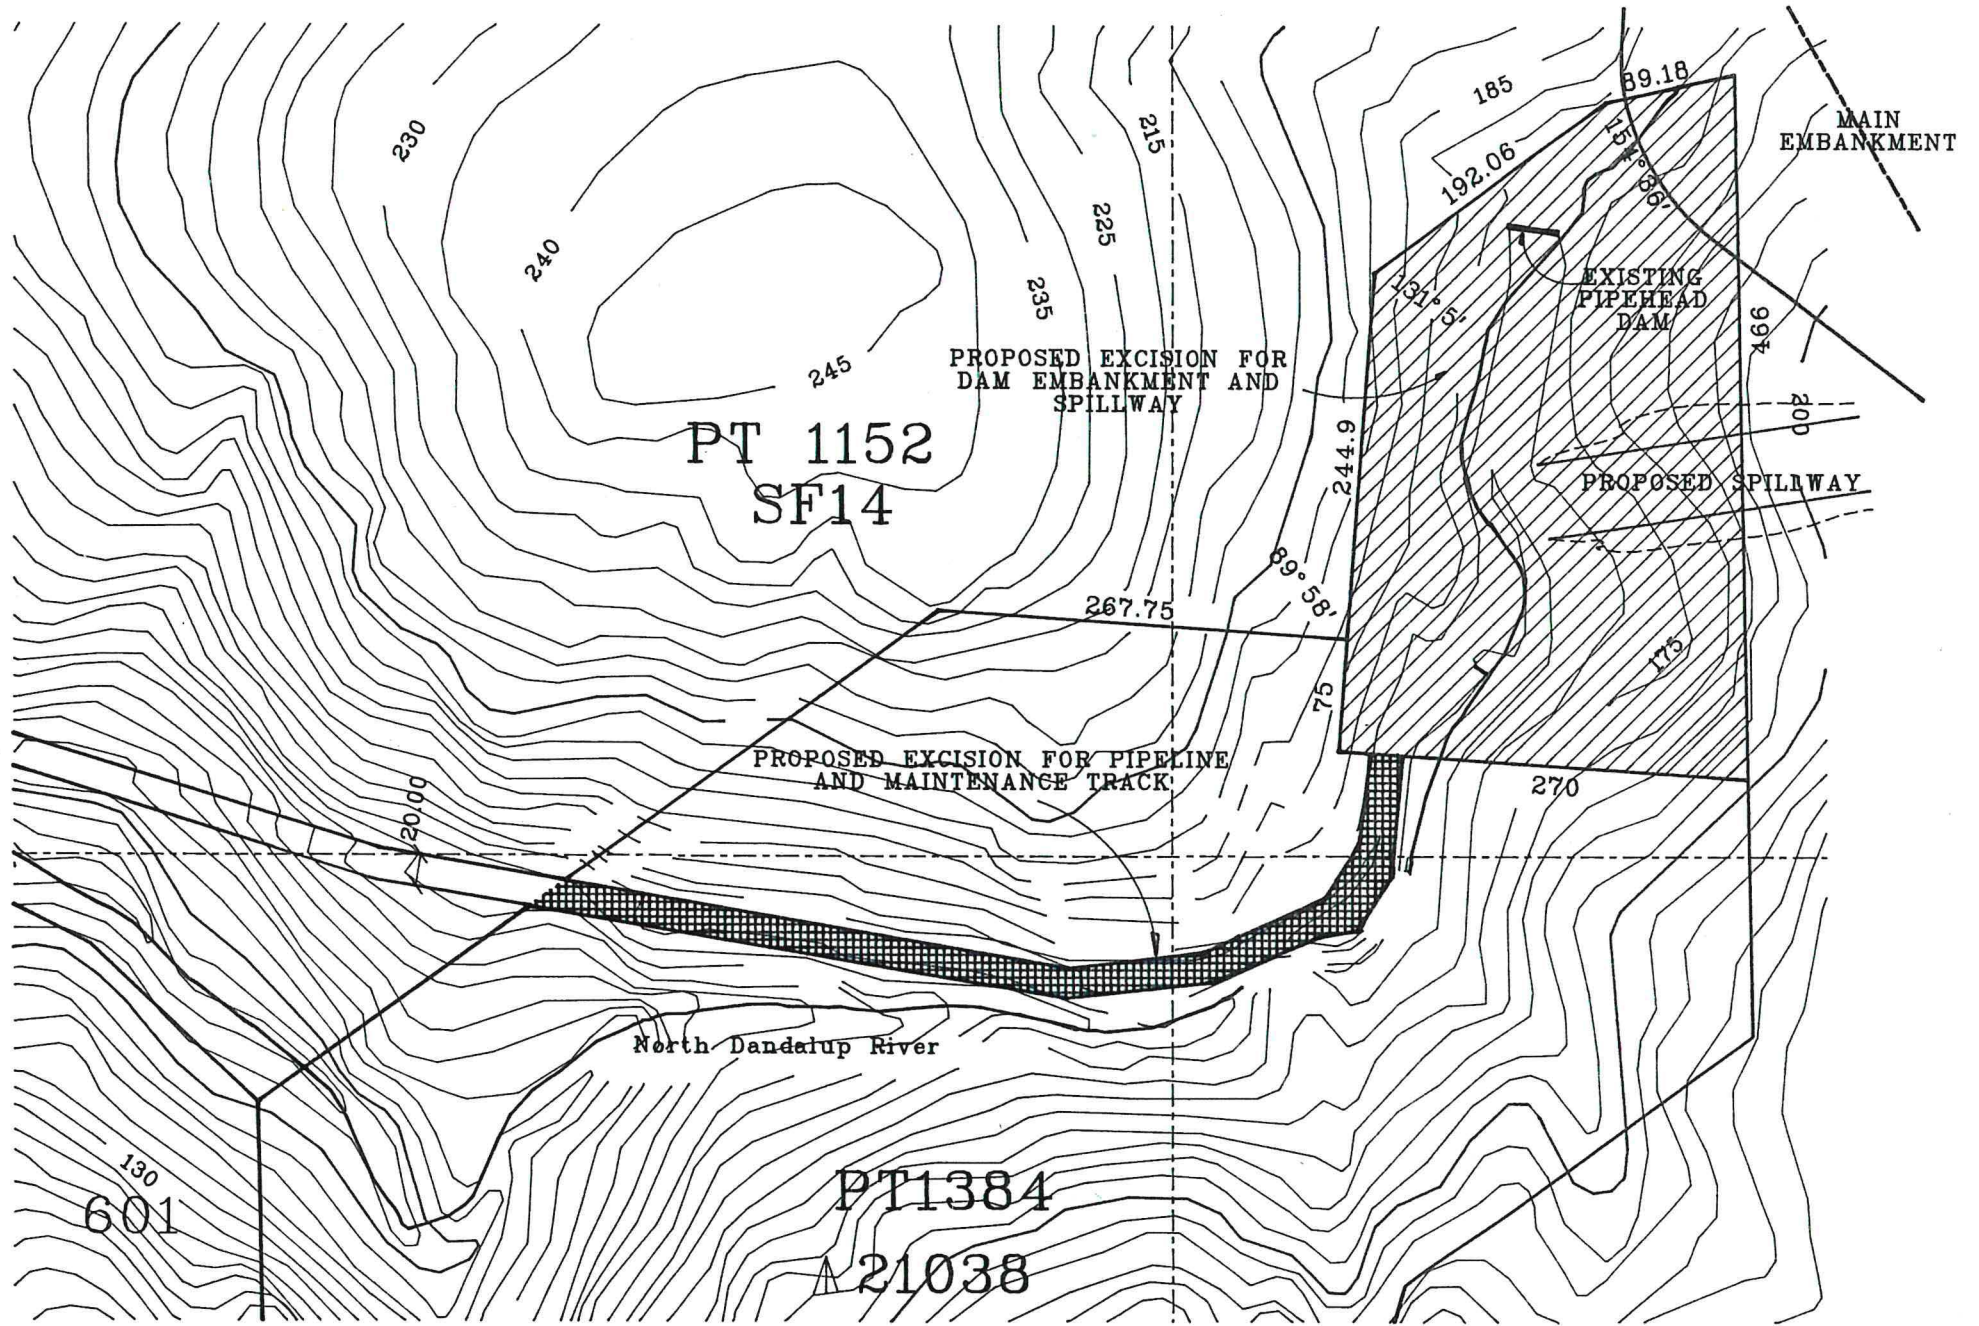 89.18
185
MAIN
EMBANKMENT
230
215
154°36'
192.06
225
240
EXISTING
PIPEHEAD
DAM
131°5'
235
466
PROPOSED EXCISION FOR
DAM EMBANKMENT AND
SPILLWAY
245
200
PT 1152
SF14
244.9
PROPOSED SPILLWAY
89°58'
267.75
175
75
PROPOSED EXCISION FOR PIPELINE
AND MAINTENANCE TRACK
270
20.00
North Dandalup River
130
601
PT1384
21038